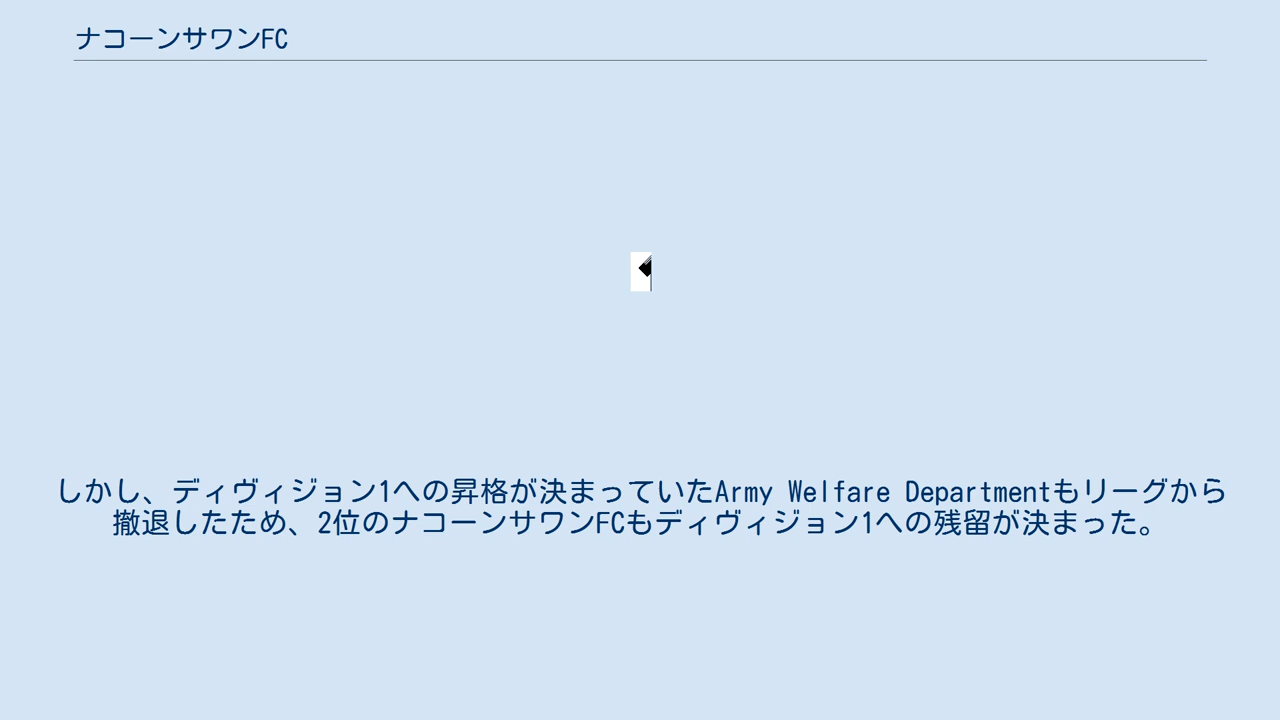 ナコーンサワンFC
しかし、ディヴィジョン1への昇格が決まっていたArmy Welfare Departmentもリーグから
撤退したため、2位のナコーンサワンFCもディヴィジョン1への残留が決まった。